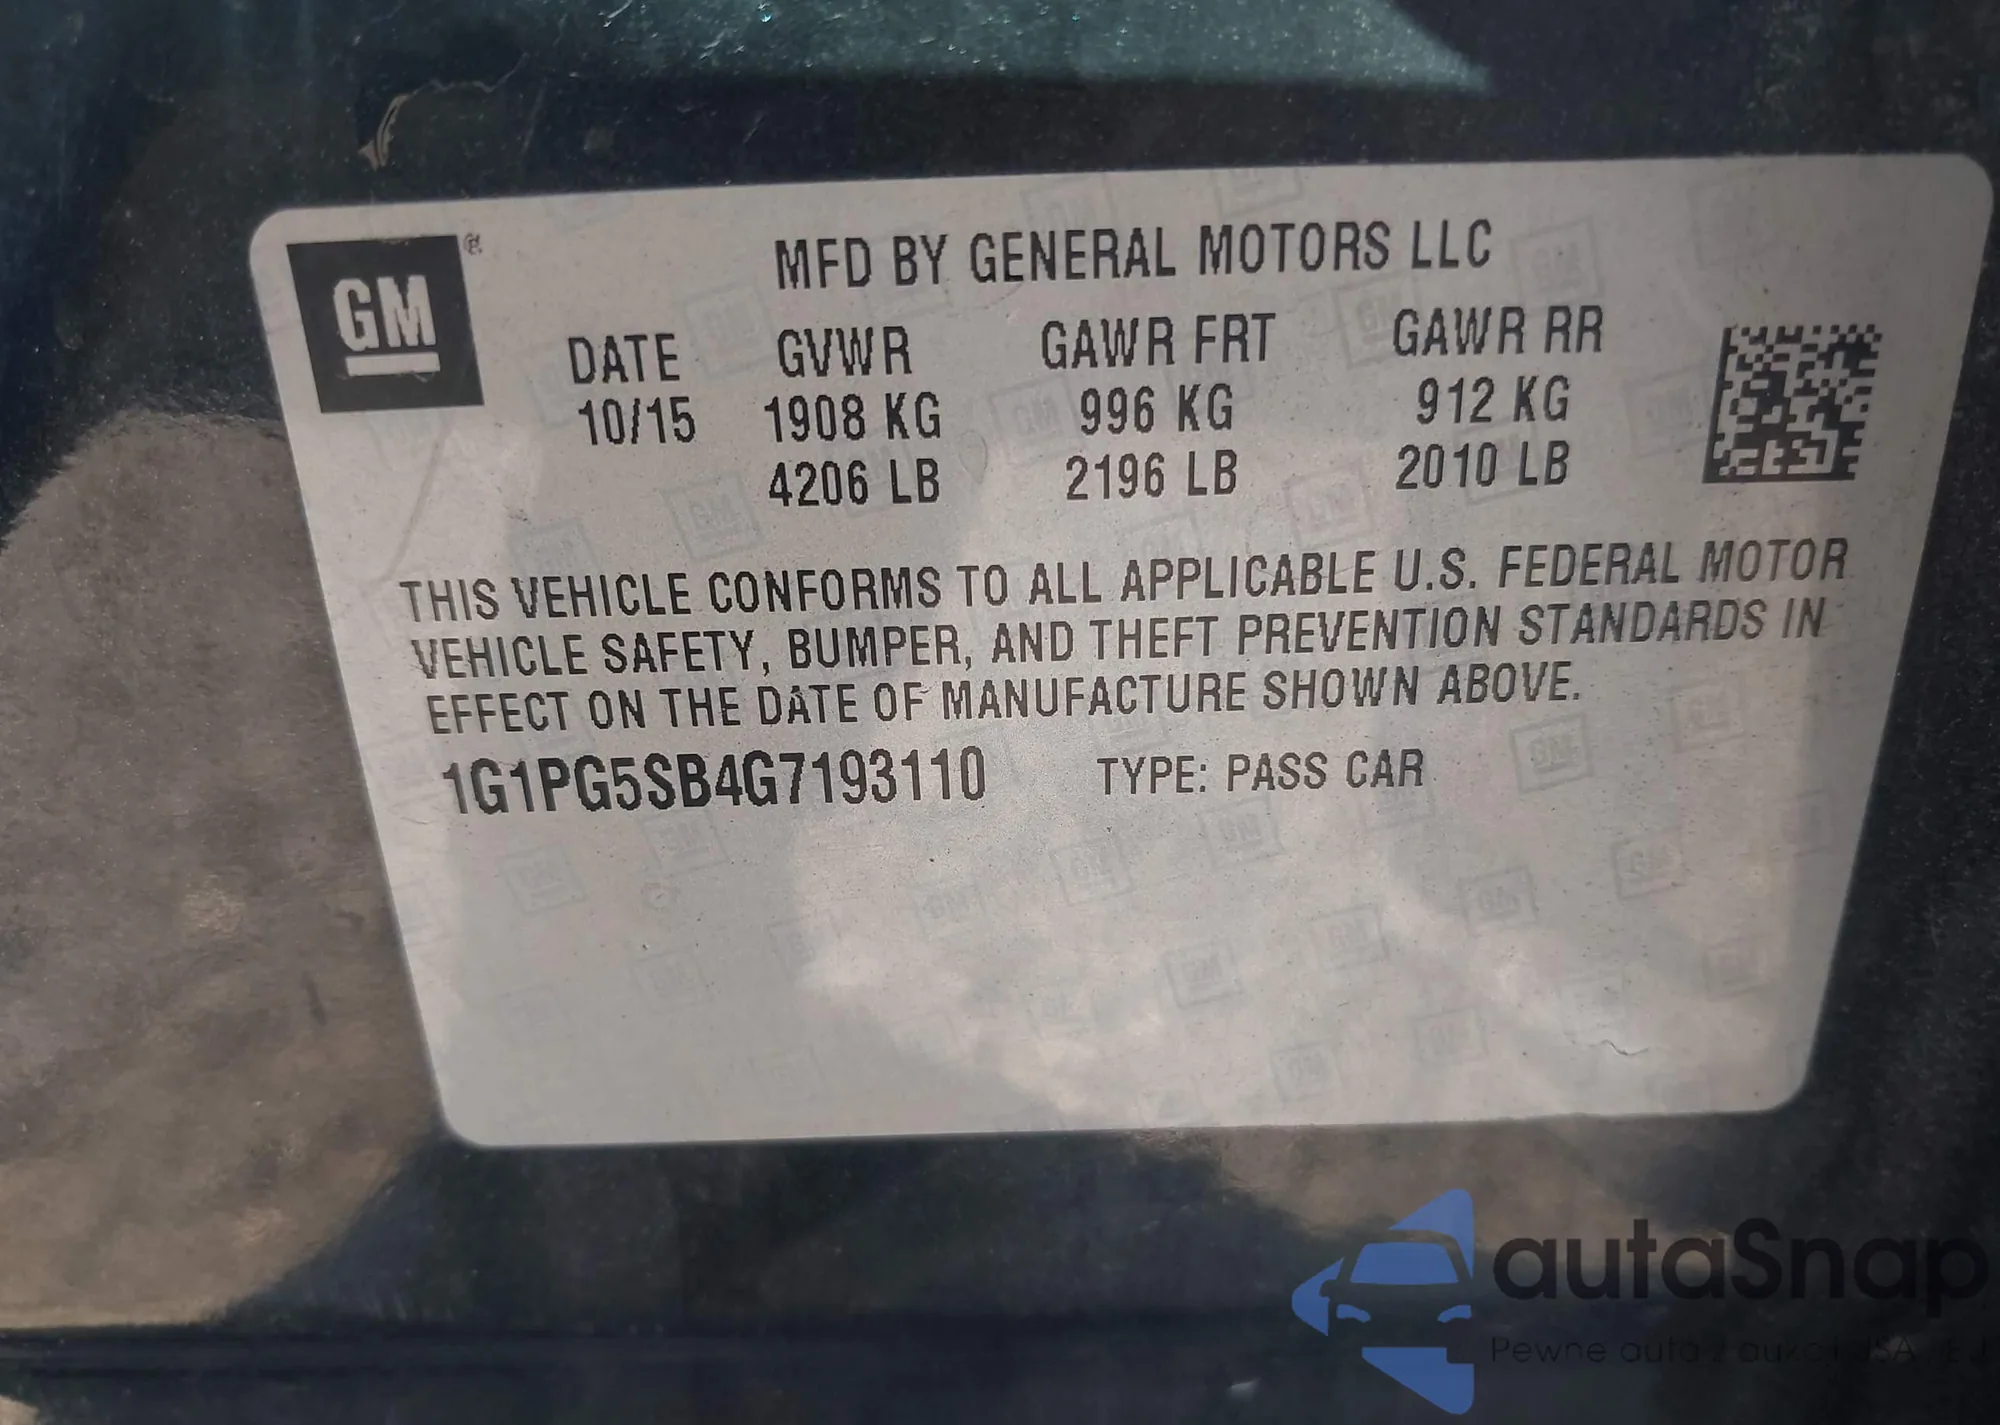 GM
MFD BY GENERAL MOTORS LLC
DATE GVWR GAWR FRT GAWR RR
10/15 1908 KG 996 KG 912 KG
4206 LB 2196 LB 2010 LB
THIS VEHICLE CONFORMS TO ALL APPLICABLE U.S. FEDERAL MOTOR
VEHICLE SAFETY, BUMPER, AND THEFT PREVENTION STANDARDS IN
EFFECT ON THE DATE OF MANUFACTURE SHOWN ABOVE.
1G1PG5SB4G7193110 TYPE: PASS CAR
autaSnap
Pewne auta z